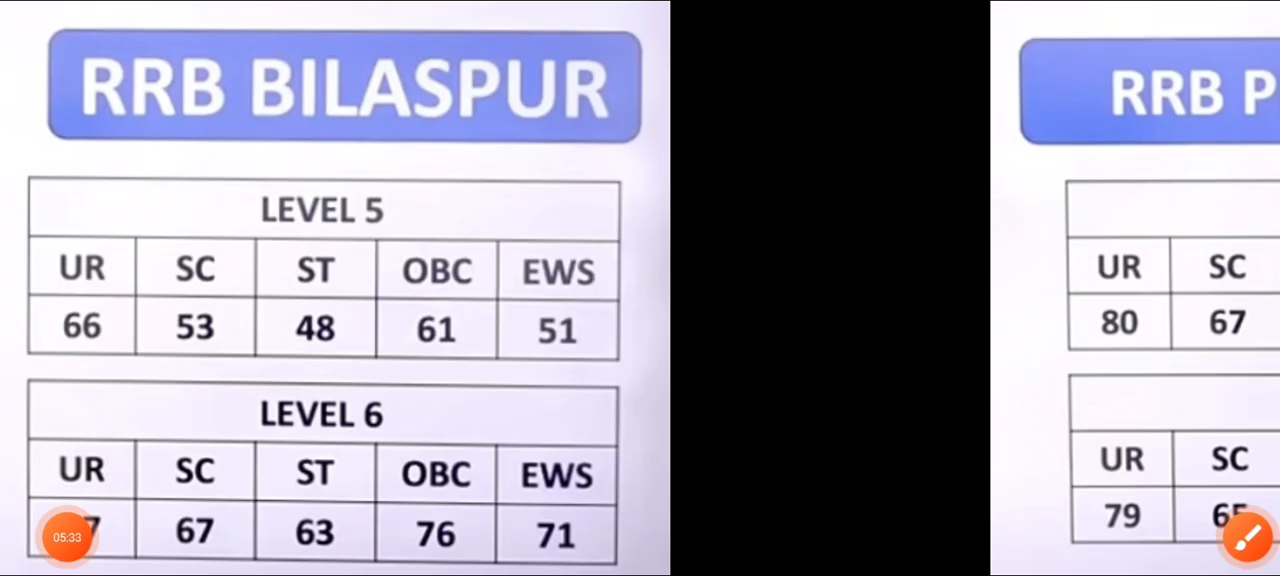 RRB BILASPUR
LEVEL 5
UR SC ST OBC EWS
66 53 48 61 51
LEVEL 6
UR SC ST OBC EWS
67 63 76 71
05:33
RRB
UR SC
80 67
UR SC
79